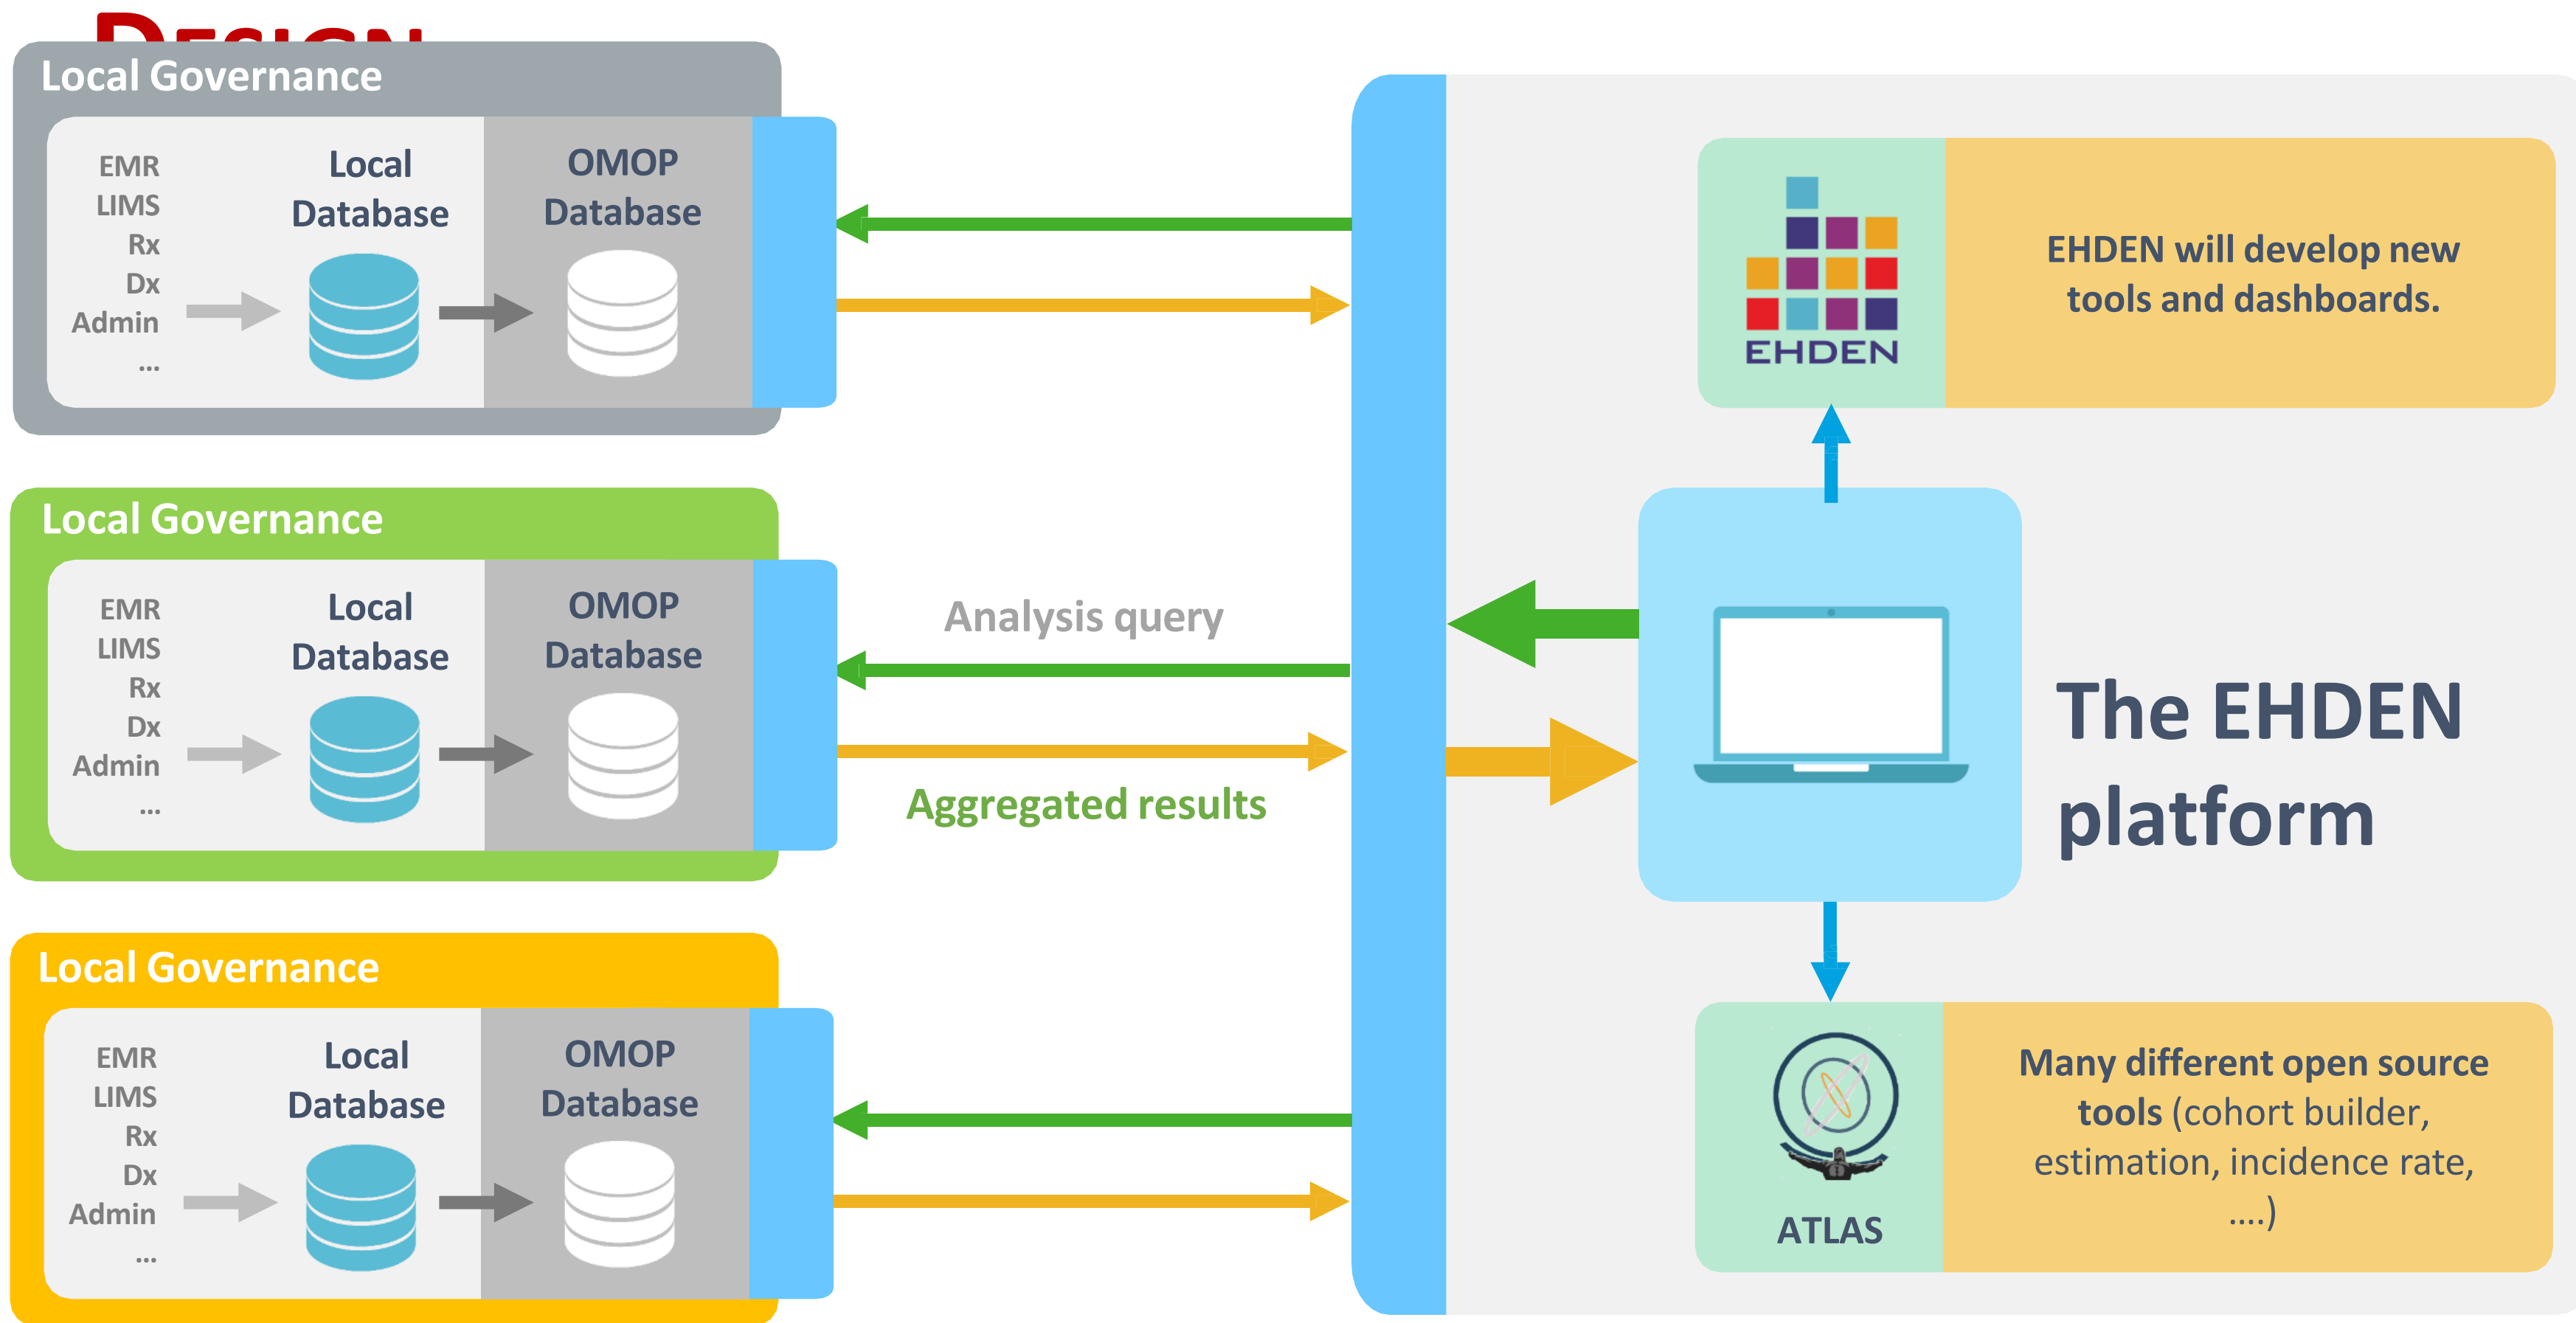 DESIGN
Local Governance
EMR
LIMS
Rx
Dx
Admin
...
Local
Database
OMOP
Database
Local Governance
EMR
LIMS
Rx
Dx
Admin
...
Local
Database
OMOP
Database
Local Governance
EMR
LIMS
Rx
Dx
Admin
...
Local
Database
OMOP
Database
Analysis query
Aggregated results
EHDEN
EHDEN will develop new
tools and dashboards.
The EHDEN
platform
ATLAS
Many different open source
tools (cohort builder,
estimation, incidence rate,
....)